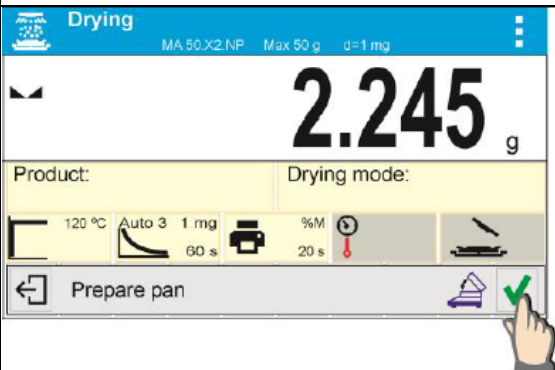 Drying
MA 50.X2.NP Max 50 g d=1 mg
2.245 g
Product: Drying mode:
120 °C Auto 3 1 mg %M
60 s 20 s
Prepare pan